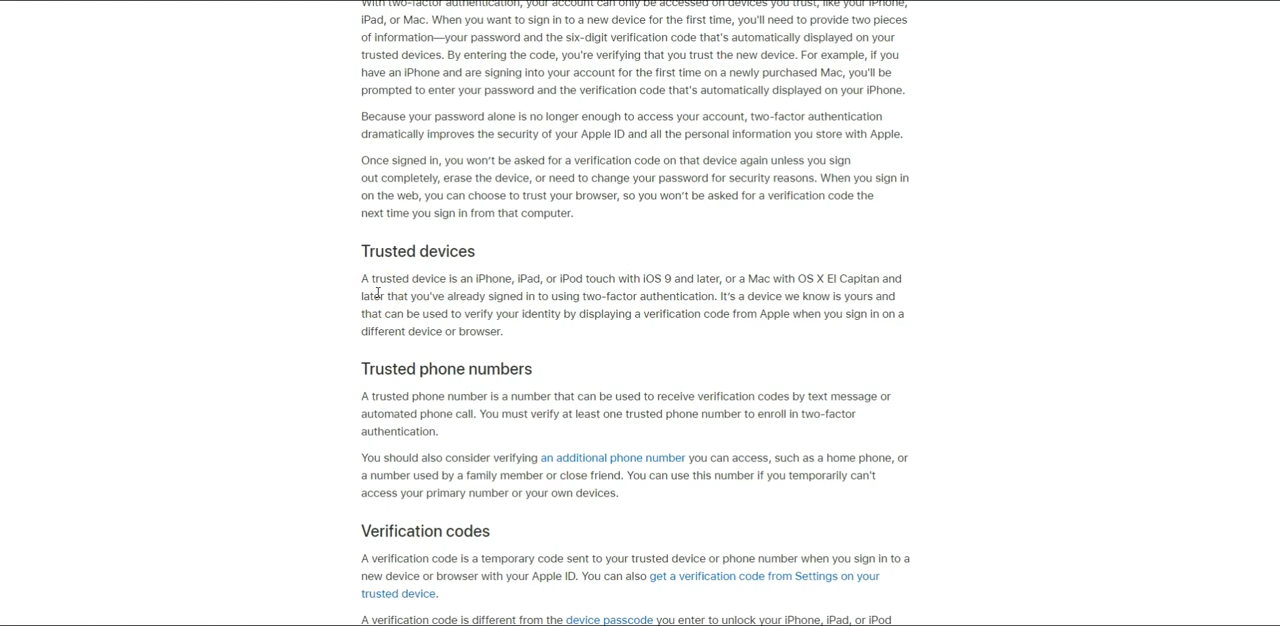 With two-factor authentication, your account can only be accessed on devices you trust, like your iPhone,
iPad, or Mac. When you want to sign in to a new device for the first time, you'll need to provide two pieces
of information—your password and the six-digit verification code that's automatically displayed on your
trusted devices. By entering the code, you're verifying that you trust the new device. For example, if you
have an iPhone and are signing into your account for the first time on a newly purchased Mac, you'll be
prompted to enter your password and the verification code that's automatically displayed on your iPhone.
Because your password alone is no longer enough to access your account, two-factor authentication
dramatically improves the security of your Apple ID and all the personal information you store with Apple.
Once signed in, you won't be asked for a verification code on that device again unless you sign
out completely, erase the device, or need to change your password for security reasons. When you sign in
on the web, you can choose to trust your browser, so you won't be asked for a verification code the
next time you sign in from that computer.
Trusted devices
A trusted device is an iPhone, iPad, or iPod touch with iOS 9 and later, or a Mac with OS X El Capitan and
later that you've already signed in to using two-factor authentication. It's a device we know is yours and
that can be used to verify your identity by displaying a verification code from Apple when you sign in on a
different device or browser.
Trusted phone numbers
A trusted phone number is a number that can be used to receive verification codes by text message or
automated phone call. You must verify at least one trusted phone number to enroll in two-factor
authentication.
You should also consider verifying an additional phone number you can access, such as a home phone, or
a number used by a family member or close friend. You can use this number if you temporarily can't
access your primary number or your own devices.
Verification codes
A verification code is a temporary code sent to your trusted device or phone number when you sign in to a
new device or browser with your Apple ID. You can also get a verification code from Settings on your
trusted device.
A verification code is different from the device passcode you enter to unlock your iPhone, iPad, or iPod